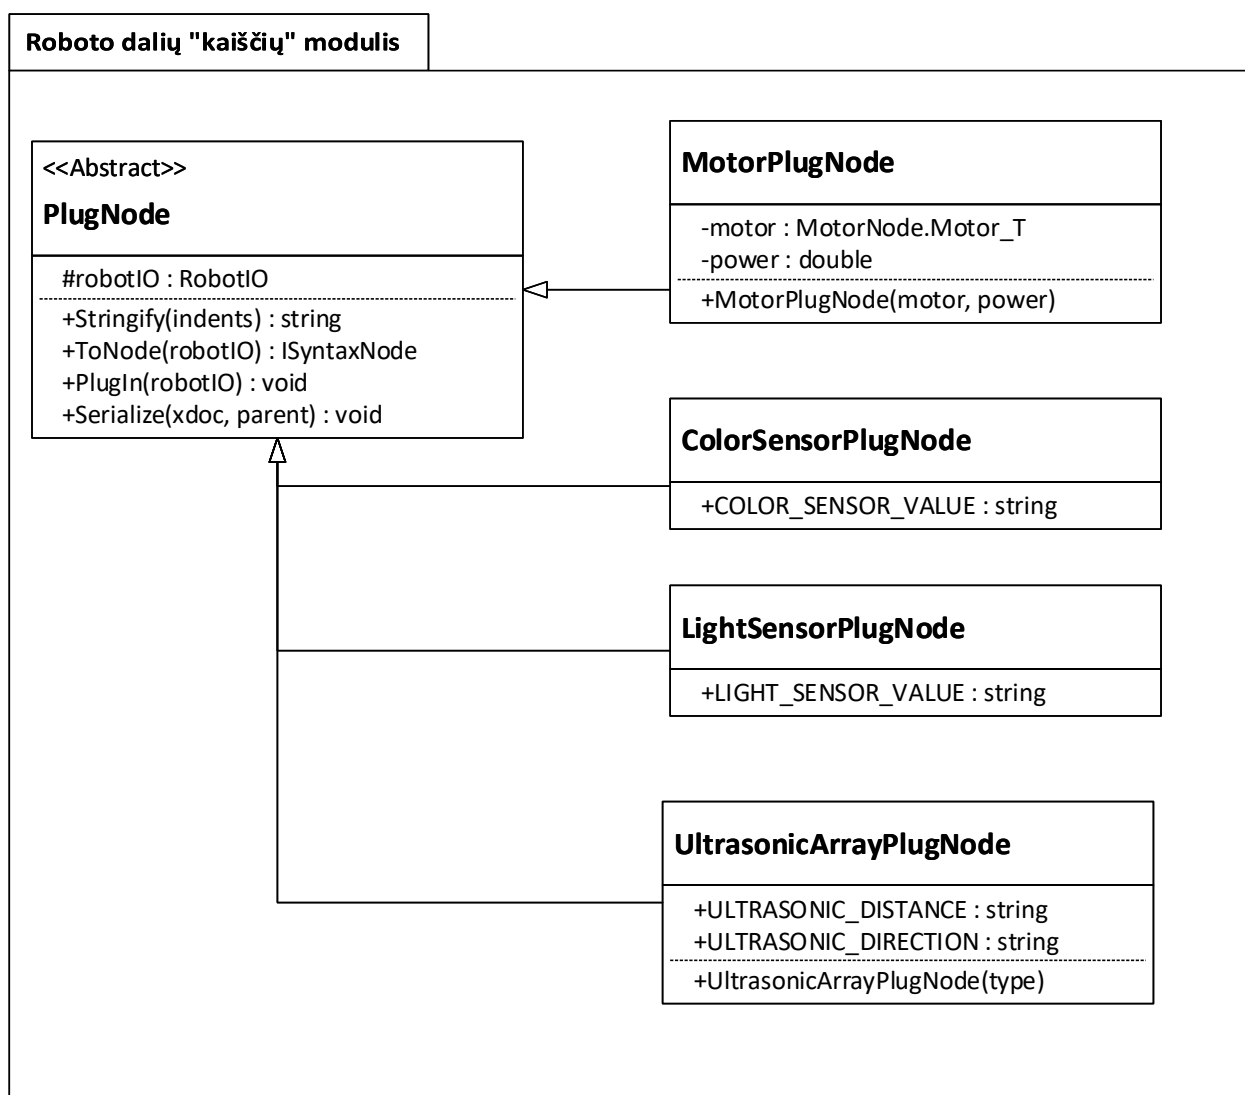 Roboto dalių "kaiščių" modulis
<<Abstract>>
PlugNode
#robotIO : RobotIO
+Stringify(indents) : string
+ToNode(robotIO) : ISyntaxNode
+PlugIn(robotIO) : void
+Serialize(xdoc, parent) : void
MotorPlugNode
-motor : MotorNode.Motor_T
-power : double
+MotorPlugNode(motor, power)
ColorSensorPlugNode
+COLOR_SENSOR_VALUE : string
LightSensorPlugNode
+LIGHT_SENSOR_VALUE : string
UltrasonicArrayPlugNode
+ULTRASONIC_DISTANCE : string
+ULTRASONIC_DIRECTION : string
+UltrasonicArrayPlugNode(type)